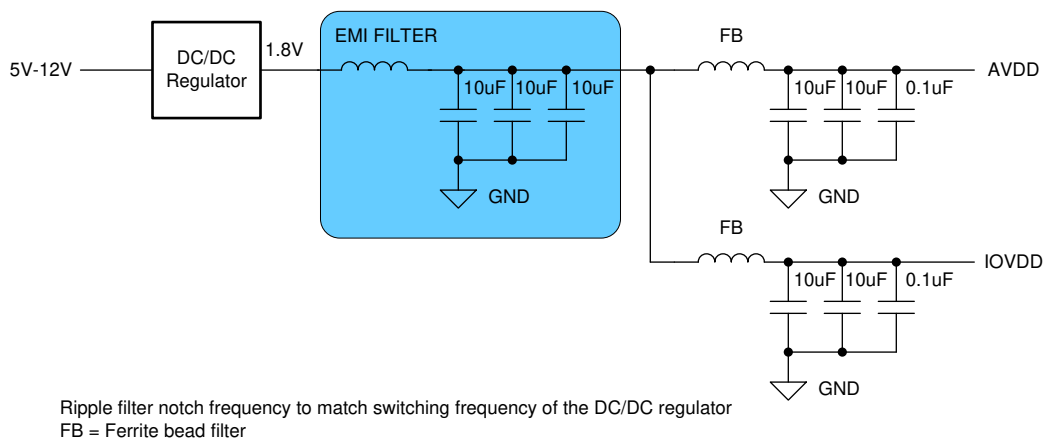 EMI FILTER
FB
5V-12V
DC/DC
Regulator
1.8V
10uF
10uF
10uF
GND
10uF
10uF
0.1uF
AVDD
GND
FB
10uF
10uF
0.1uF
IOVDD
GND
Ripple filter notch frequency to match switching frequency of the DC/DC regulator
FB = Ferrite bead filter